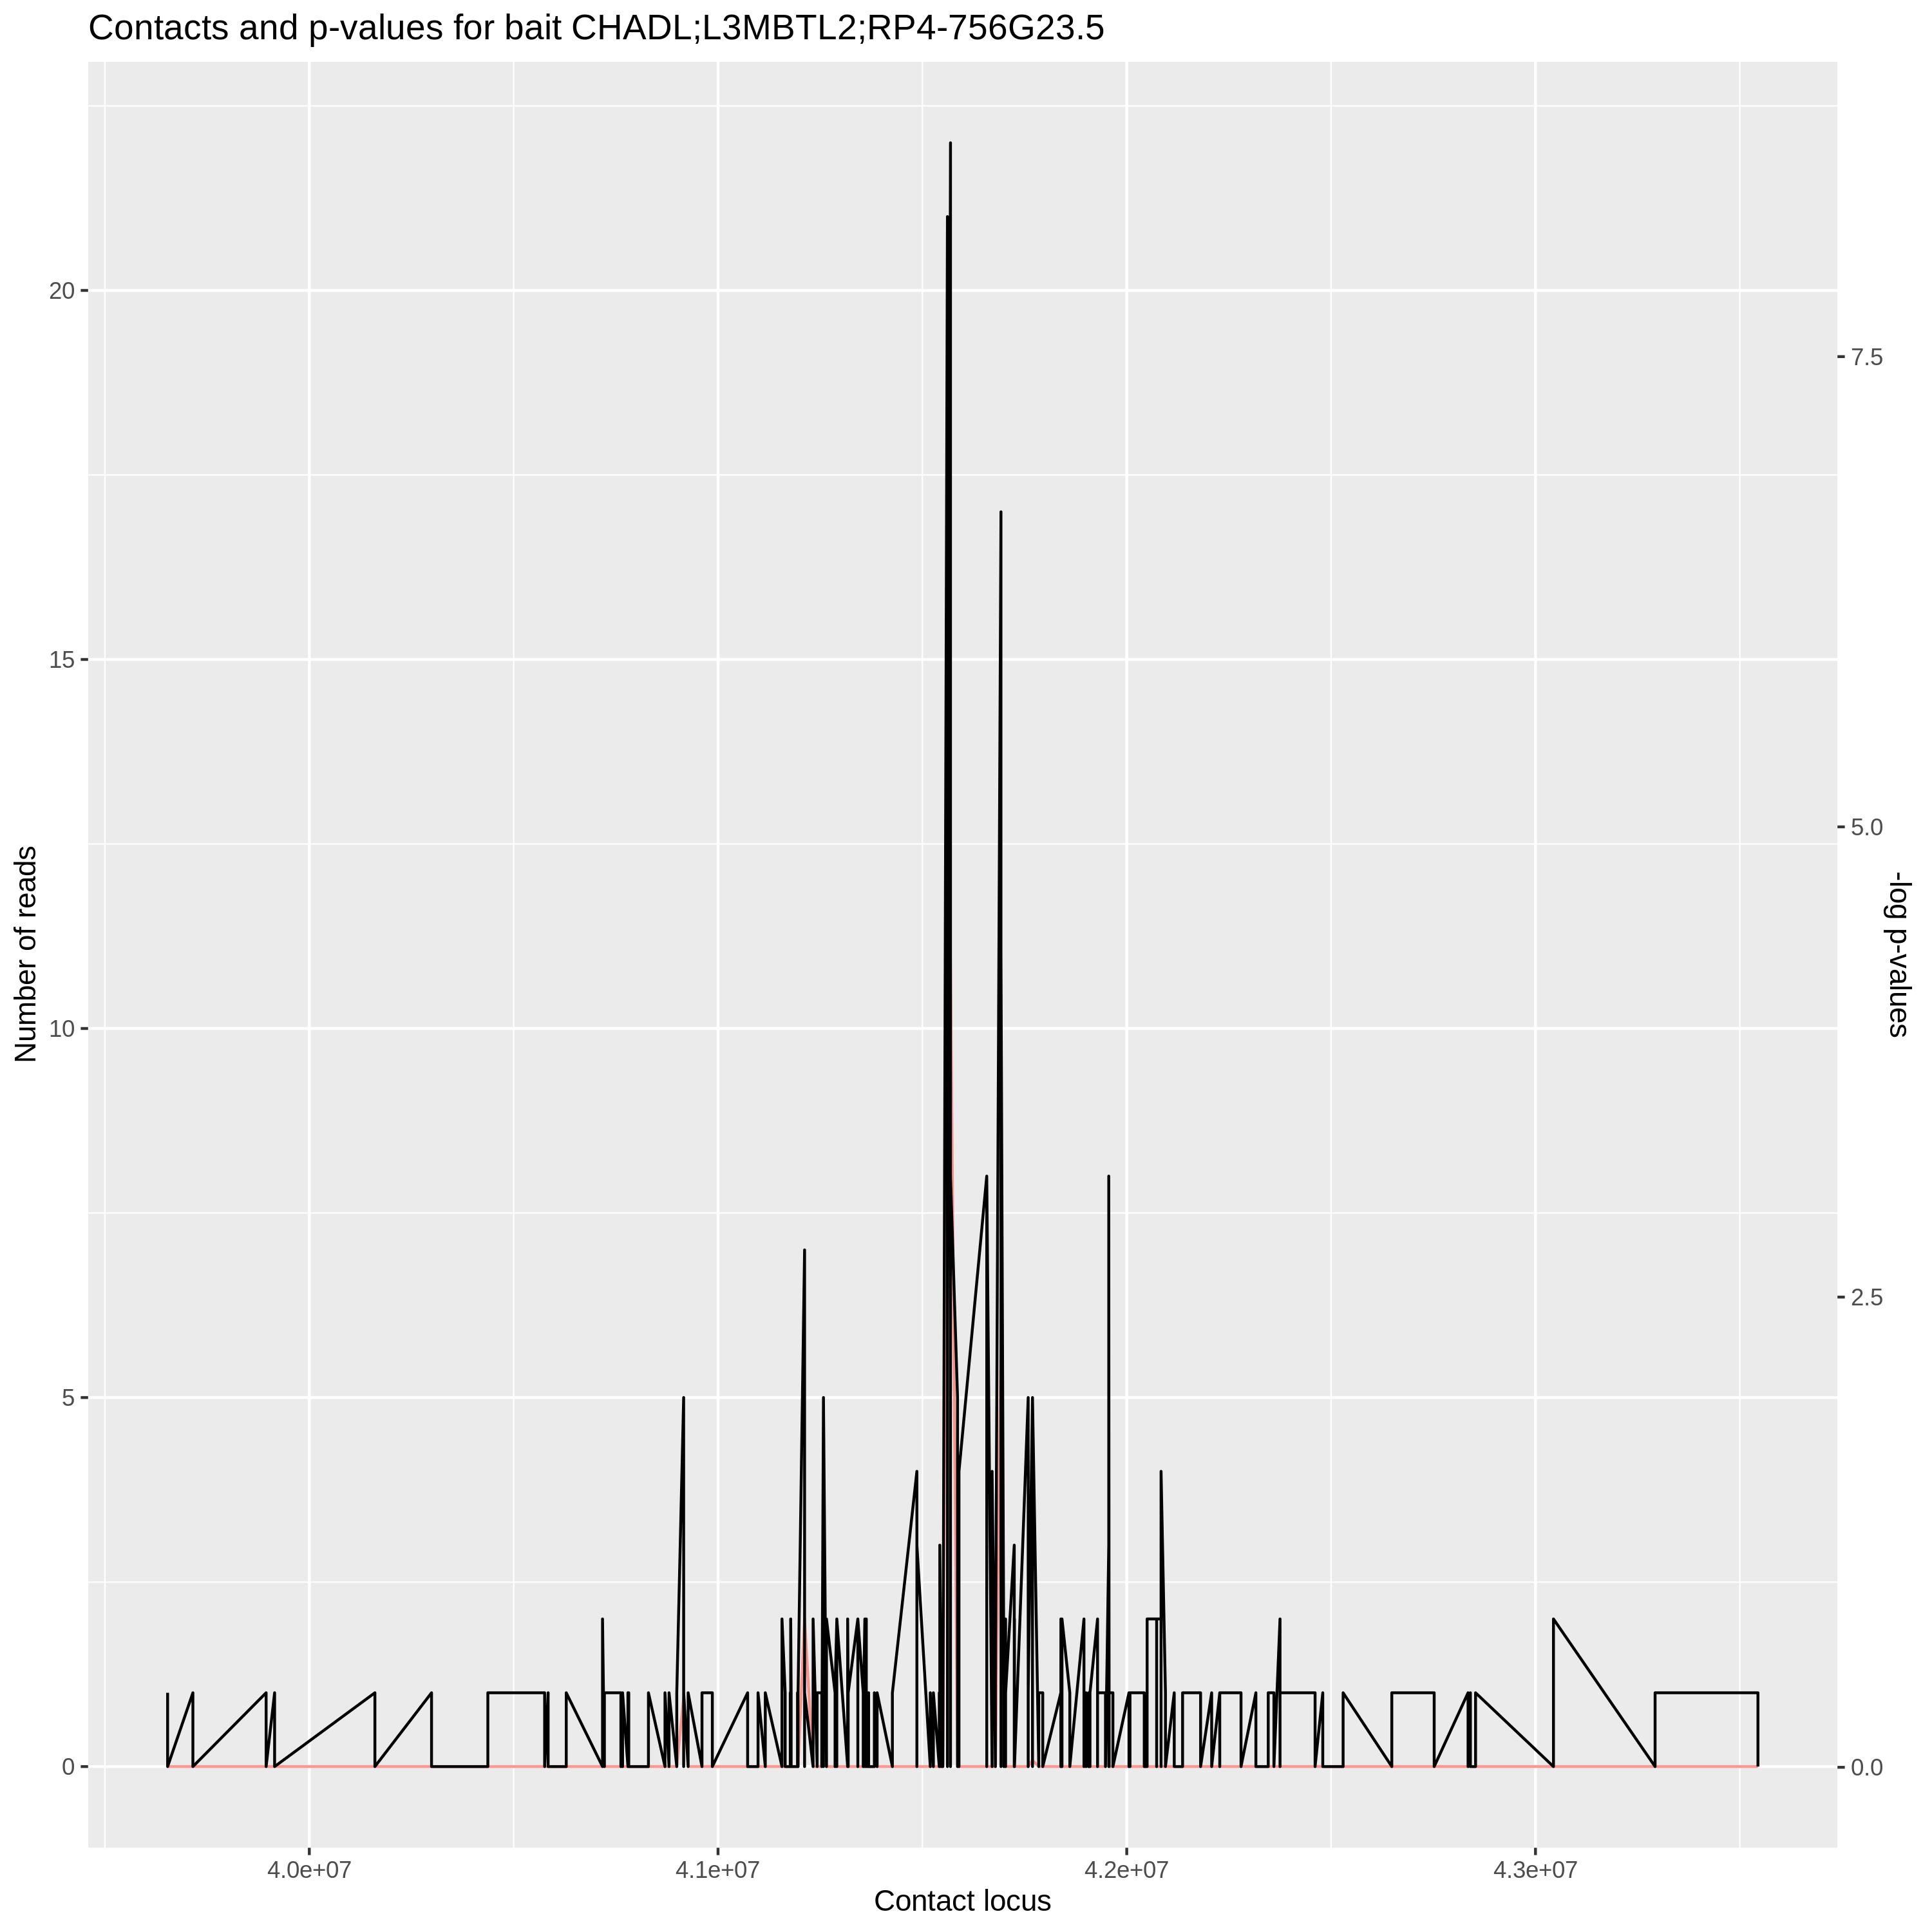 Contacts and p-values for bait CHADL;L3MBTL2;RP4-756G23.5
20
15
10
5
0
Number of reads
7.5
5.0
2.5
0.0
-log p-values
4.0e+07
4.1e+07
4.2e+07
4.3e+07
Contact locus